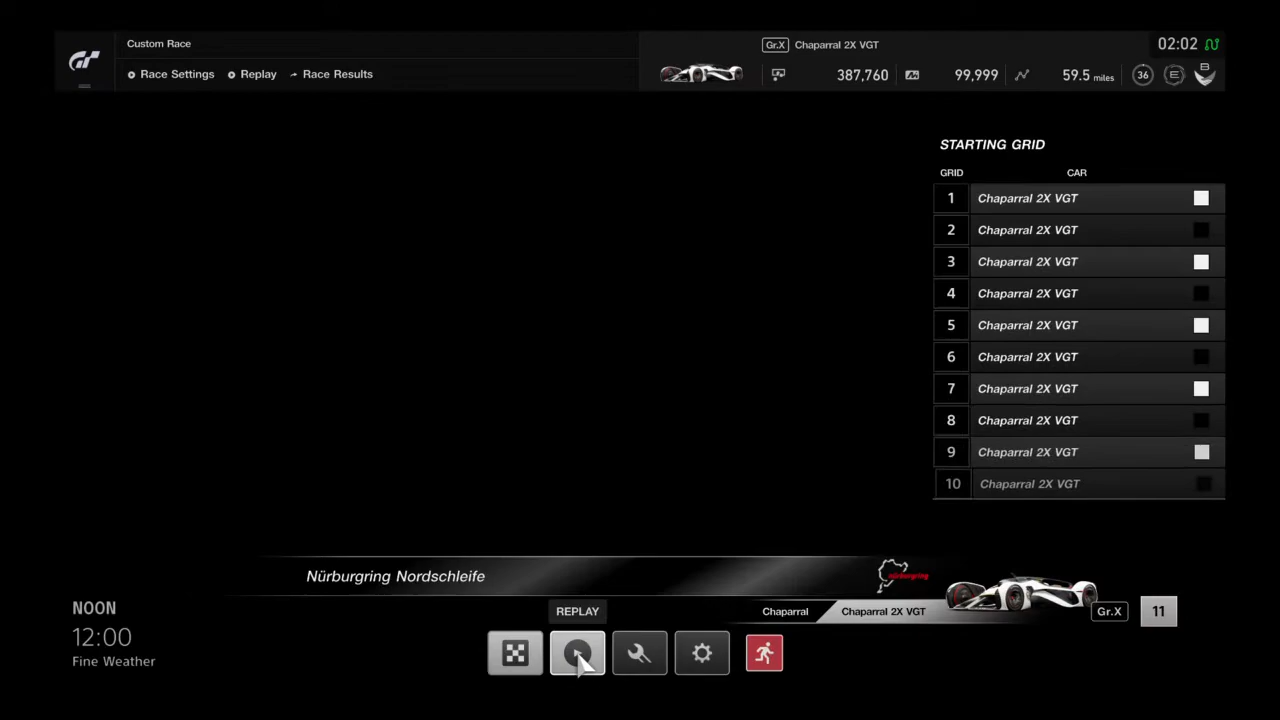 Custom Race
Race Settings Replay Race Results
Gr.X Chaparral 2X VGT
387,760 99,999 59.5 miles 36 E B
02:02
STARTING GRID
GRID CAR
1 Chaparral 2X VGT
2 Chaparral 2X VGT
3 Chaparral 2X VGT
4 Chaparral 2X VGT
5 Chaparral 2X VGT
6 Chaparral 2X VGT
7 Chaparral 2X VGT
8 Chaparral 2X VGT
9 Chaparral 2X VGT
10 Chaparral 2X VGT
Nürburgring Nordschleife
nürburgring
NOON
12:00
Fine Weather
REPLAY
Chaparral Chaparral 2X VGT Gr.X 11